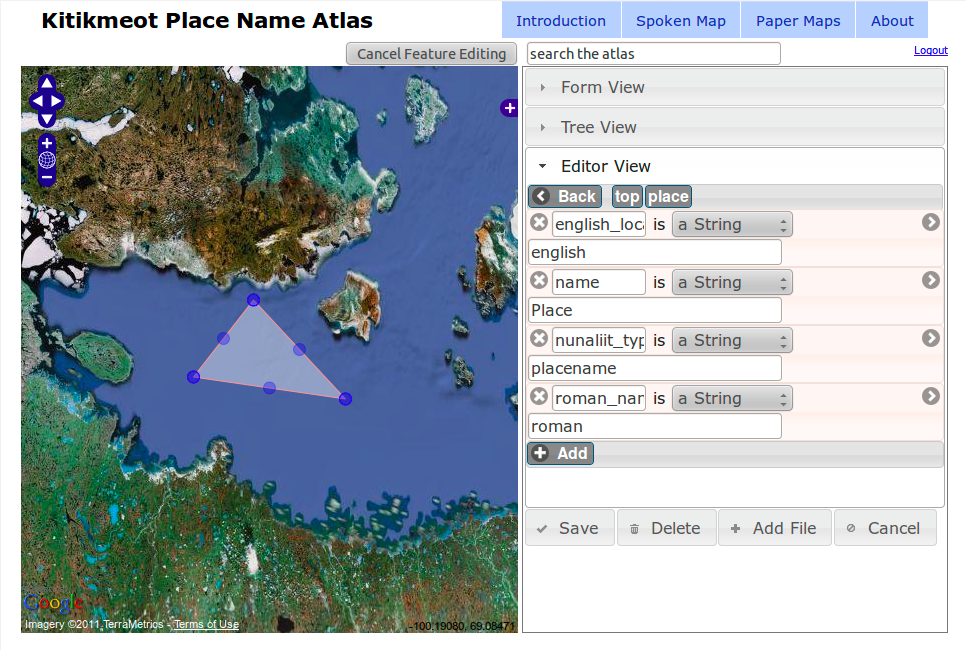 Kitikmeot Place Name Atlas
Introduction Spoken Map Paper Maps About
Cancel Feature Editing search the atlas Logout
Form View
Tree View
Editor View
Back top place
english_loca is a String
english
name is a String
Place
nunaliit_typ is a String
placename
roman_nan is a String
roman
Add
Save Delete Add File Cancel
Google
Imagery ©2011 TerraMetrics - Terms of Use
-100.19080, 69.08471